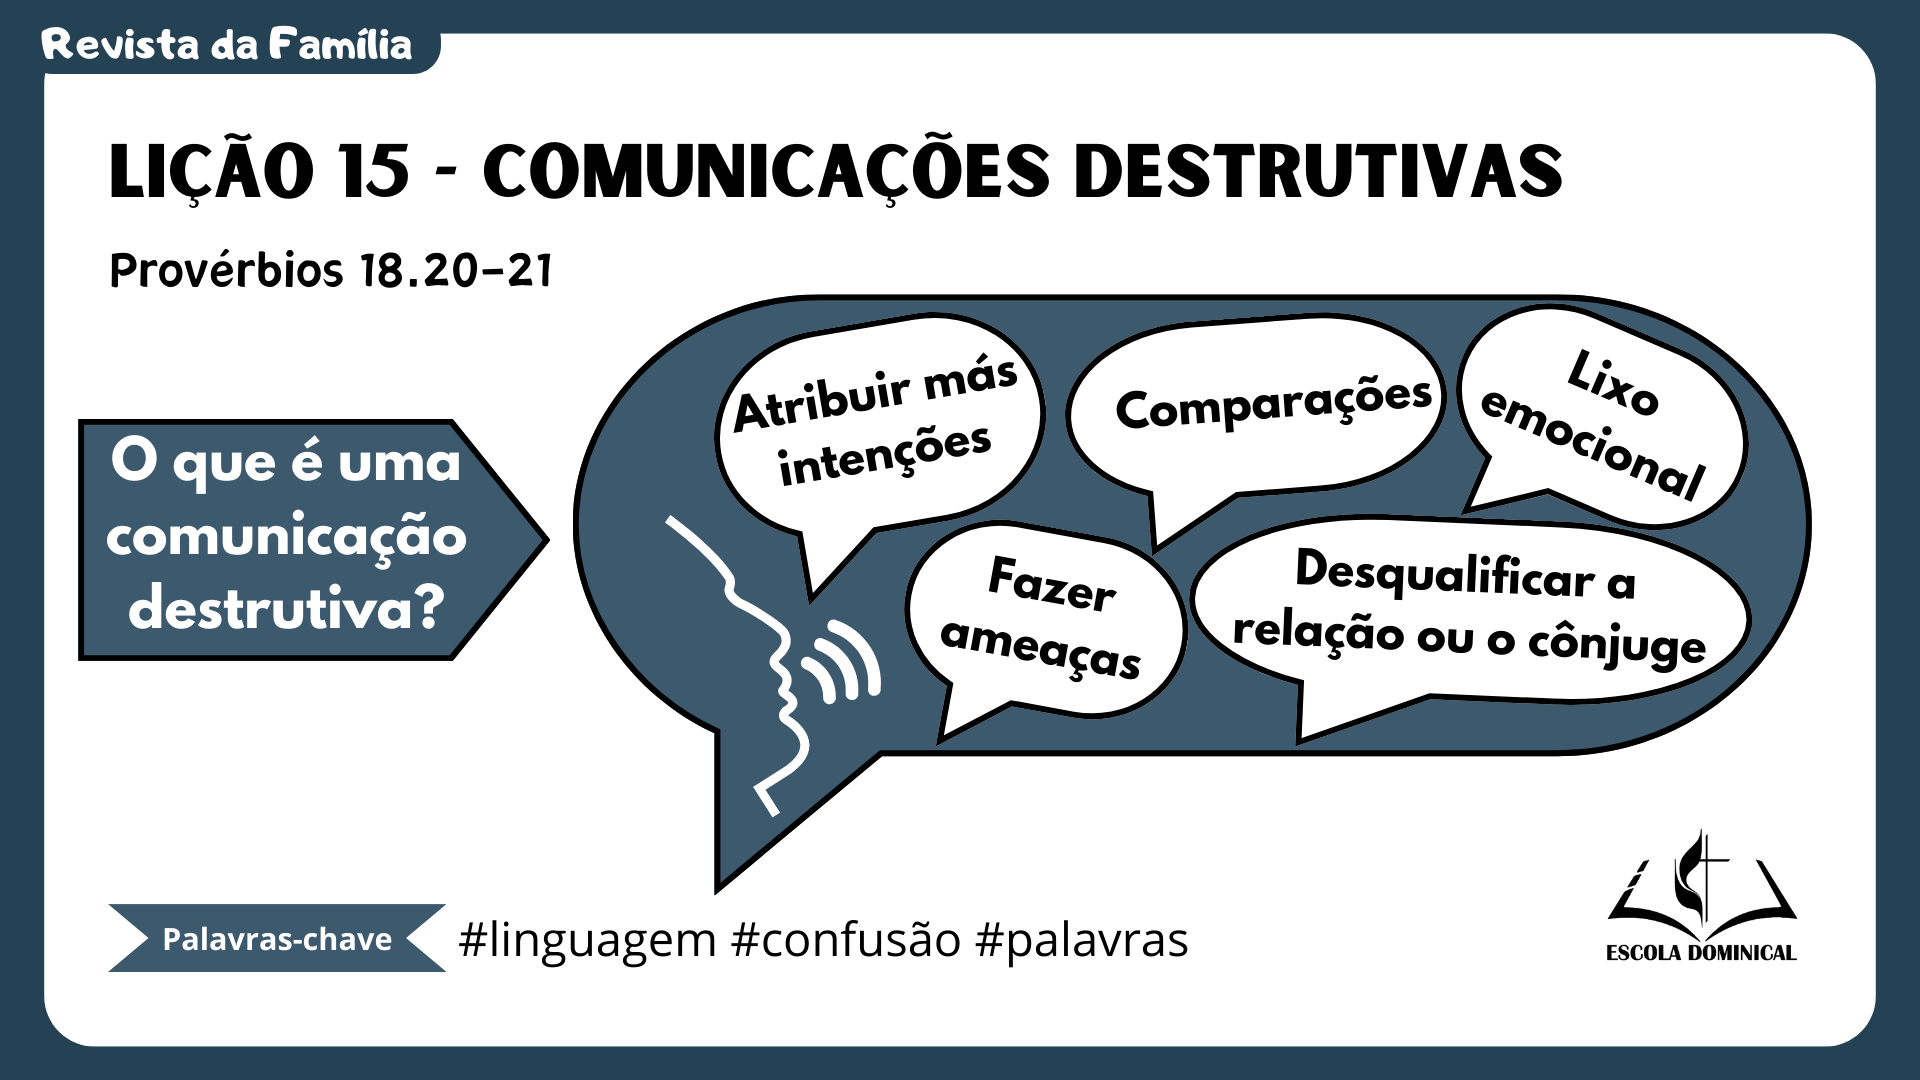 Revista da Família
LIÇÃO 15 - COMUNICAÇÕES DESTRUTIVAS
Provérbios 18.20-21
O que é uma
comunicação
destrutiva?
Atribuir más
intenções
Comparações
Lixo
emocional
Fazer
ameaças
Desqualificar a
relação ou o cônjuge
Palavras-chave
#linguagem #confusão #palavras
ESCOLA DOMINICAL